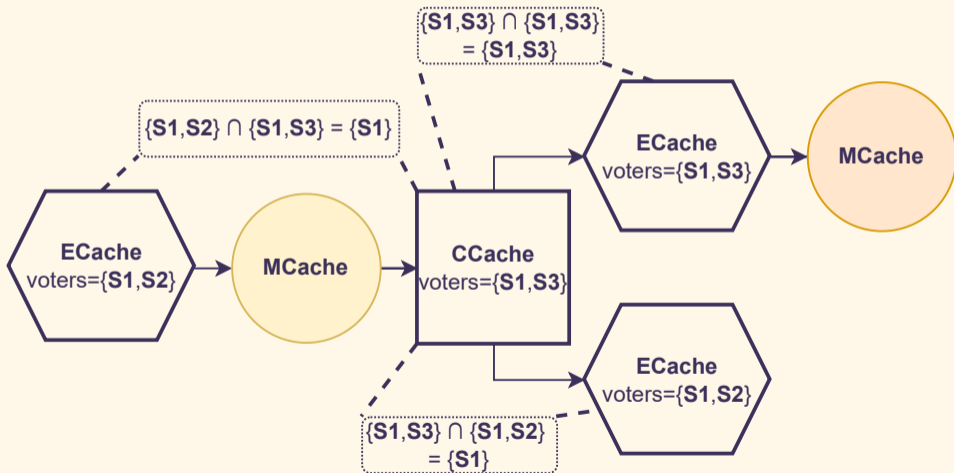 {S1,S3} ∩ {S1,S3}
= {S1,S3}
{S1,S2} ∩ {S1,S3} = {S1}
ECache
voters={S1,S3}
MCache
ECache
voters={S1,S2}
MCache
CCache
voters={S1,S3}
ECache
voters={S1,S2}
{S1,S3} ∩ {S1,S2}
= {S1}